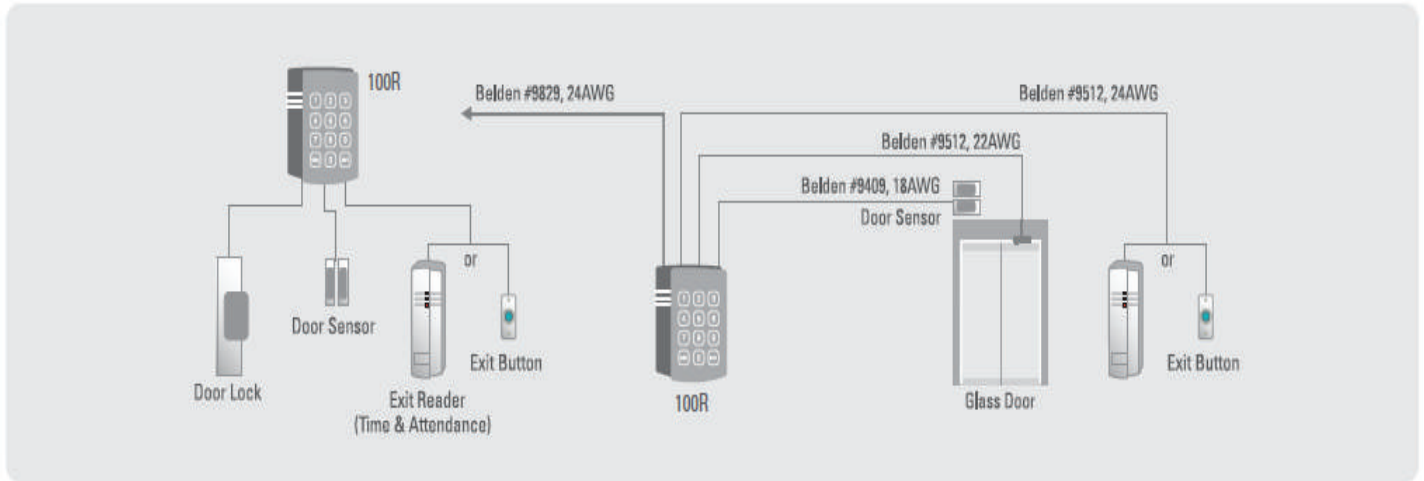 100R
Belden #9829, 24AWG
Belden #9512, 24AWG
Belden #9512, 22AWG
Belden #9409, 18AWG
Door Sensor
or
or
Door Sensor
Exit Button
Exit Button
Door Lock
Exit Reader
(Time & Attendance)
100R
Glass Door